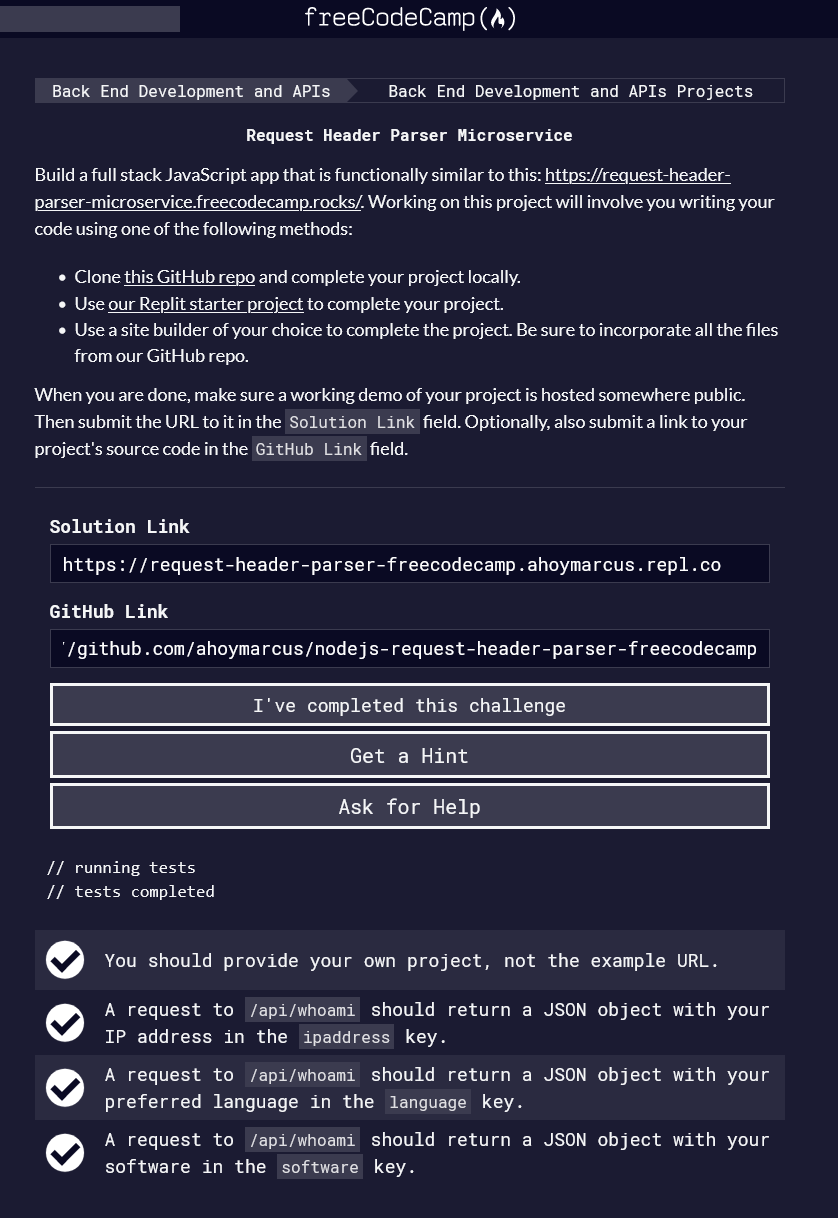 freeCodeCamp(🔥)
Back End Development and APIs
Back End Development and APIs Projects
Request Header Parser Microservice
Build a full stack JavaScript app that is functionally similar to this: https://request-header-
parser-microservice.freecodecamp.rocks/. Working on this project will involve you writing your
code using one of the following methods:
• Clone this GitHub repo and complete your project locally.
• Use our Replit starter project to complete your project.
• Use a site builder of your choice to complete the project. Be sure to incorporate all the files
from our GitHub repo.
When you are done, make sure a working demo of your project is hosted somewhere public.
Then submit the URL to it in the Solution Link field. Optionally, also submit a link to your
project's source code in the GitHub Link field.
Solution Link
https://request-header-parser-freecodecamp.ahoymarcus.repl.co
GitHub Link
/github.com/ahoymarcus/nodejs-request-header-parser-freecodecamp
I've completed this challenge
Get a Hint
Ask for Help
// running tests
// tests completed
You should provide your own project, not the example URL.
A request to /api/whoami should return a JSON object with your
IP address in the ipaddress key.
A request to /api/whoami should return a JSON object with your
preferred language in the language key.
A request to /api/whoami should return a JSON object with your
software in the software key.